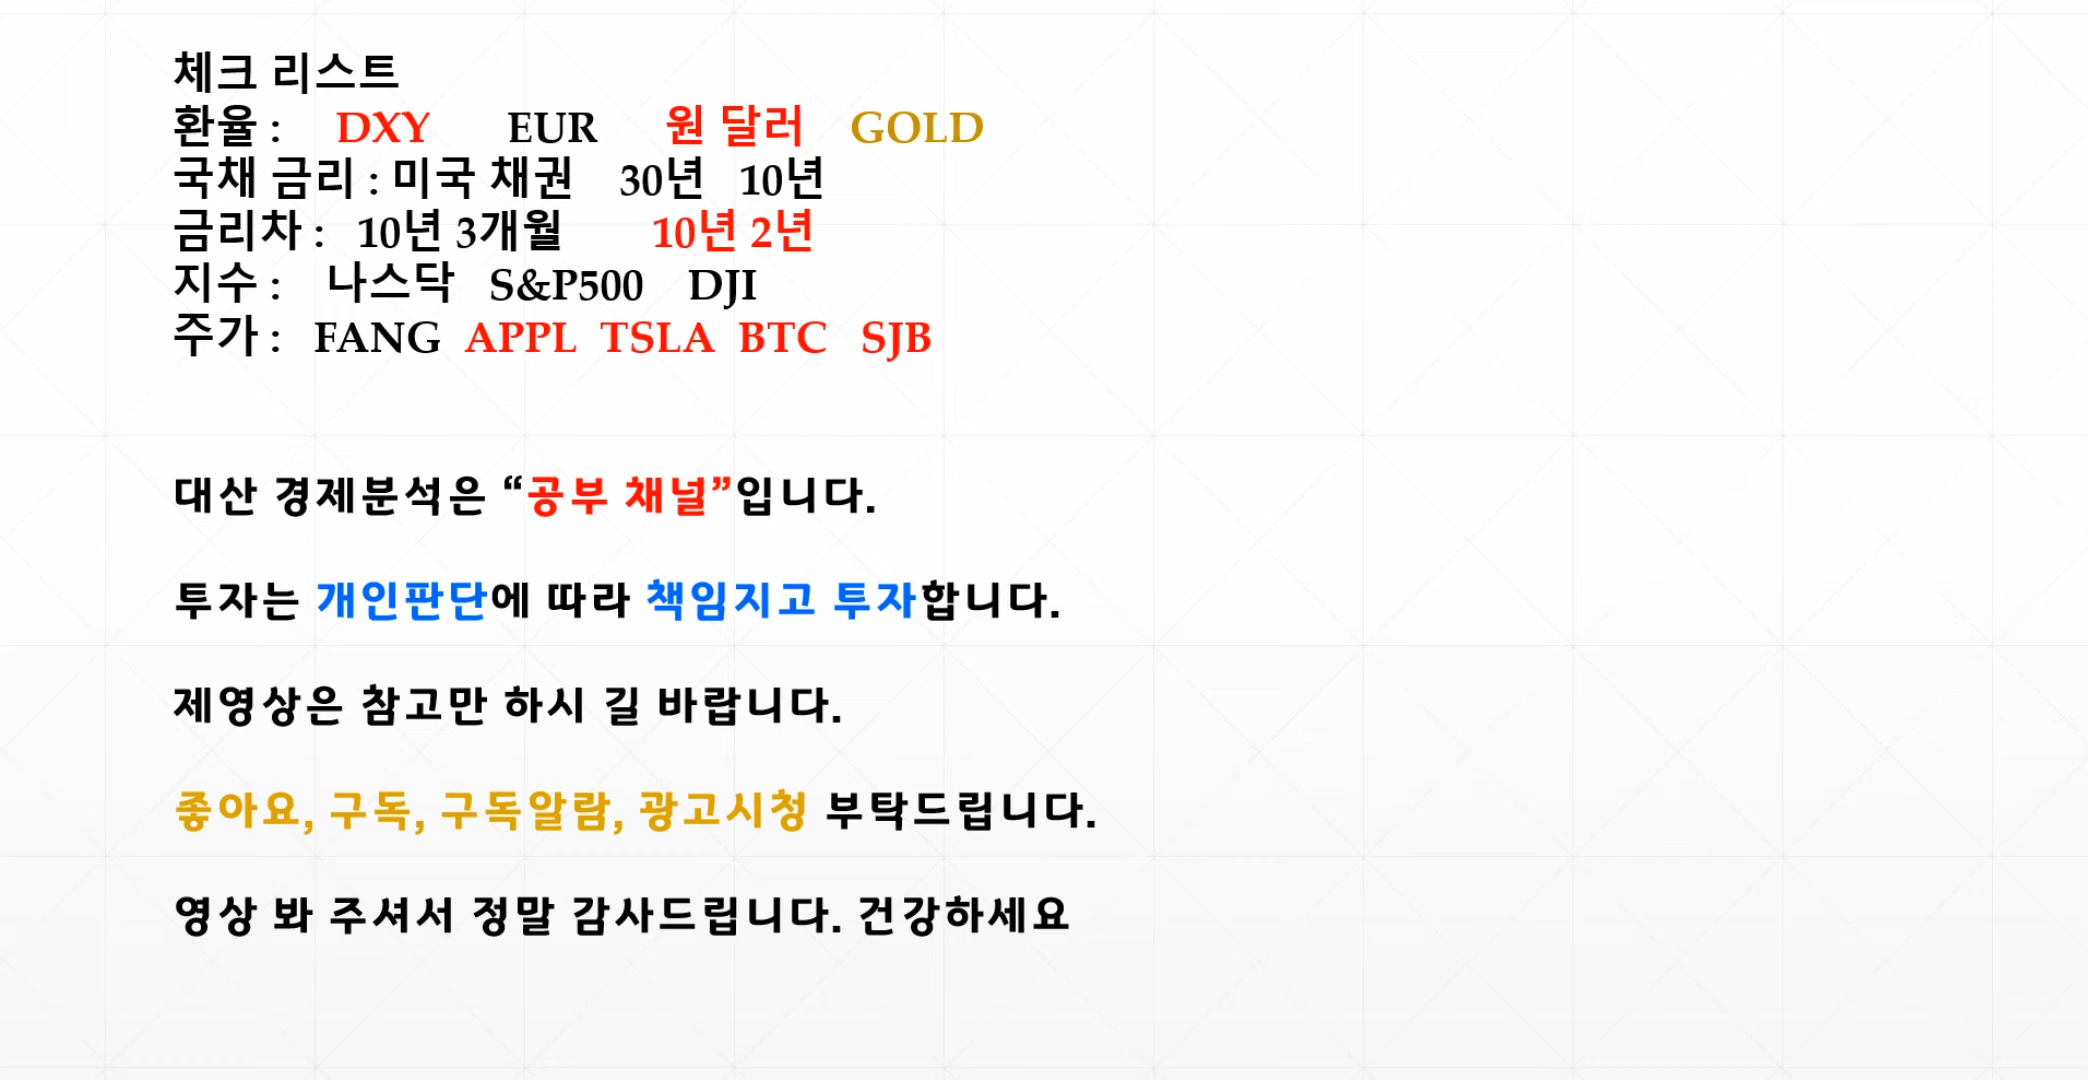 체크 리스트
환율 : DXY EUR 원 달러 GOLD
국채 금리 : 미국 채권 30년 10년
금리차 : 10년 3개월 10년 2년
지수 : 나스닥 S&P500 DJI
주가 : FANG APPL TSLA BTC SJB
대산 경제분석은 “공부 채널”입니다.
투자는 개인판단에 따라 책임지고 투자합니다.
제영상은 참고만 하시 길 바랍니다.
좋아요, 구독, 구독알람, 광고시청 부탁드립니다.
영상 봐 주셔서 정말 감사드립니다. 건강하세요